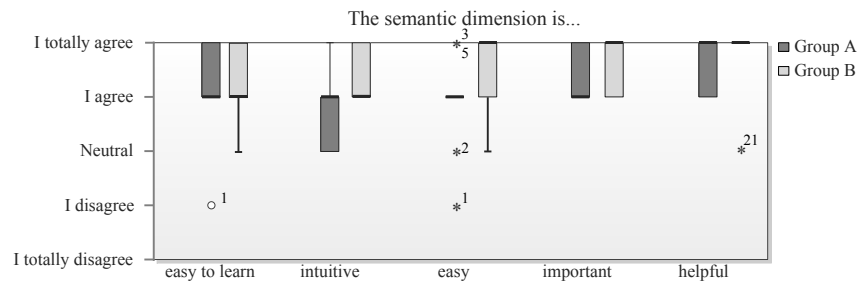 The semantic dimension is...
I totally agree
I agree
Neutral
I disagree
I totally disagree
3
5
2
1
1
21
easy to learn
intuitive
easy
important
helpful
Group A
Group B